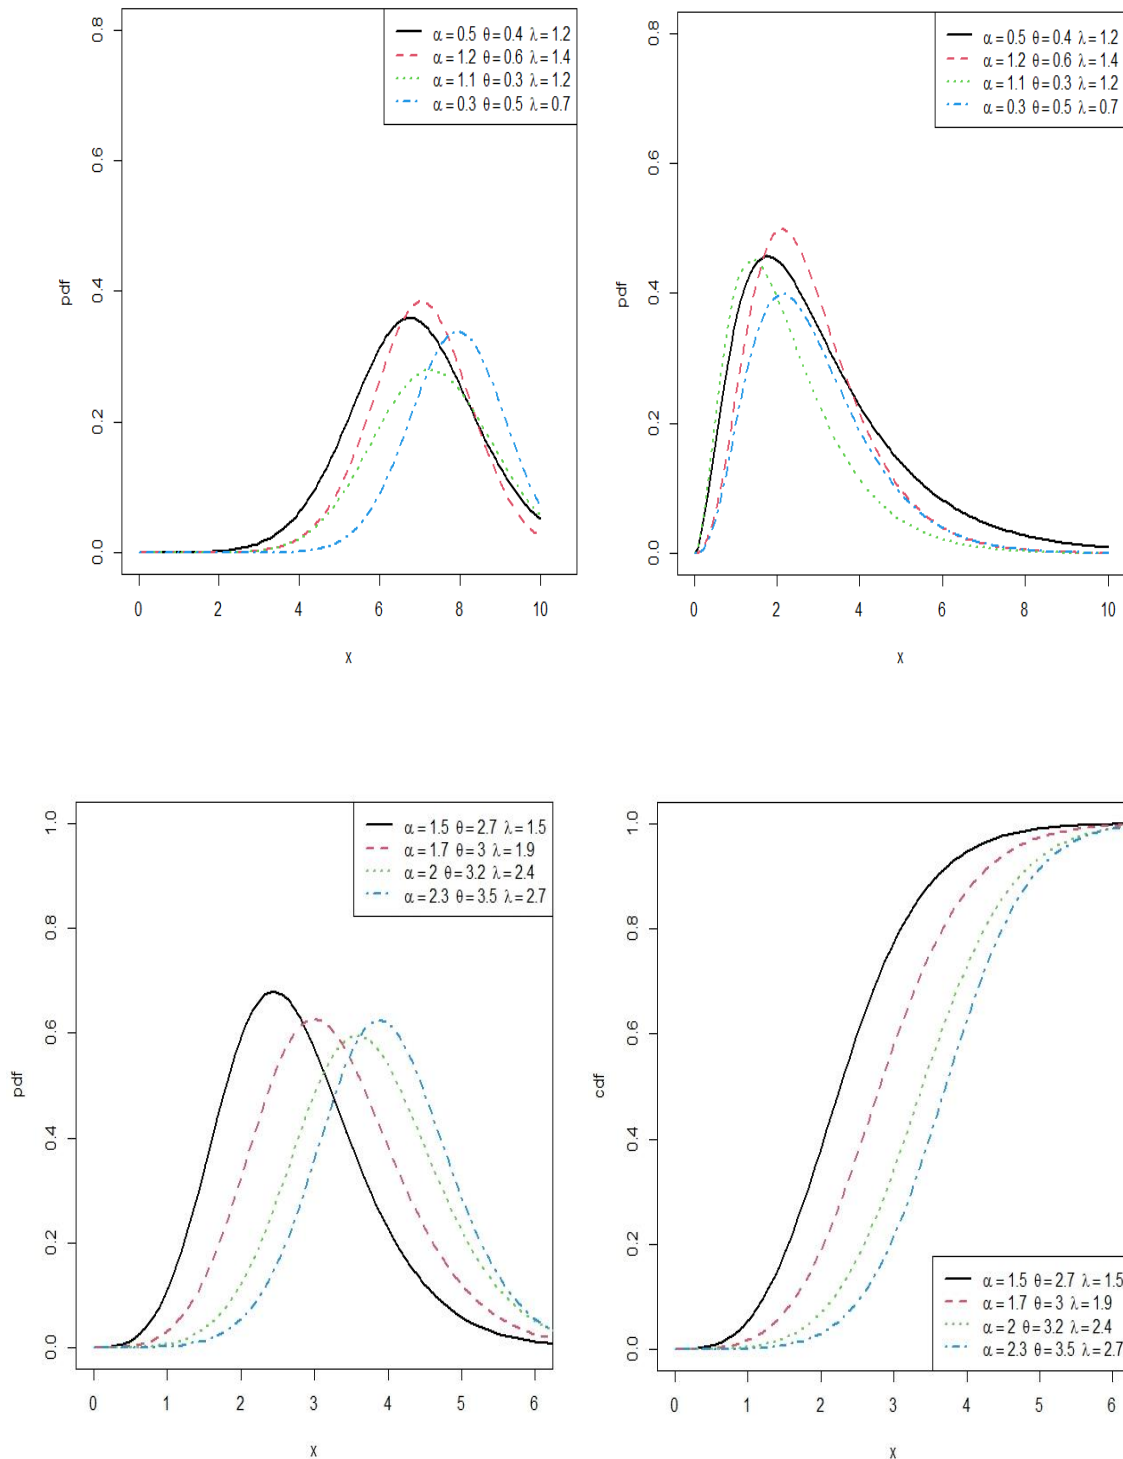 α = 0.5 θ = 0.4 λ = 1.2
α = 1.2 θ = 0.6 λ = 1.4
α = 1.1 θ = 0.3 λ = 1.2
α = 0.3 θ = 0.5 λ = 0.7
pdf
0.8
0.6
0.4
0.2
0.0
0 2 4 6 8 10
x
α = 0.5 θ = 0.4 λ = 1.2
α = 1.2 θ = 0.6 λ = 1.4
α = 1.1 θ = 0.3 λ = 1.2
α = 0.3 θ = 0.5 λ = 0.7
pdf
0.8
0.6
0.4
0.2
0.0
0 2 4 6 8 10
x
α = 1.5 θ = 2.7 λ = 1.5
α = 1.7 θ = 3 λ = 1.9
α = 2 θ = 3.2 λ = 2.4
α = 2.3 θ = 3.5 λ = 2.7
pdf
1.0
0.8
0.6
0.4
0.2
0.0
0 1 2 3 4 5 6
x
cdf
1.0
0.8
0.6
0.4
0.2
0.0
α = 1.5 θ = 2.7 λ = 1.5
α = 1.7 θ = 3 λ = 1.9
α = 2 θ = 3.2 λ = 2.4
α = 2.3 θ = 3.5 λ = 2.7
0 1 2 3 4 5 6
x